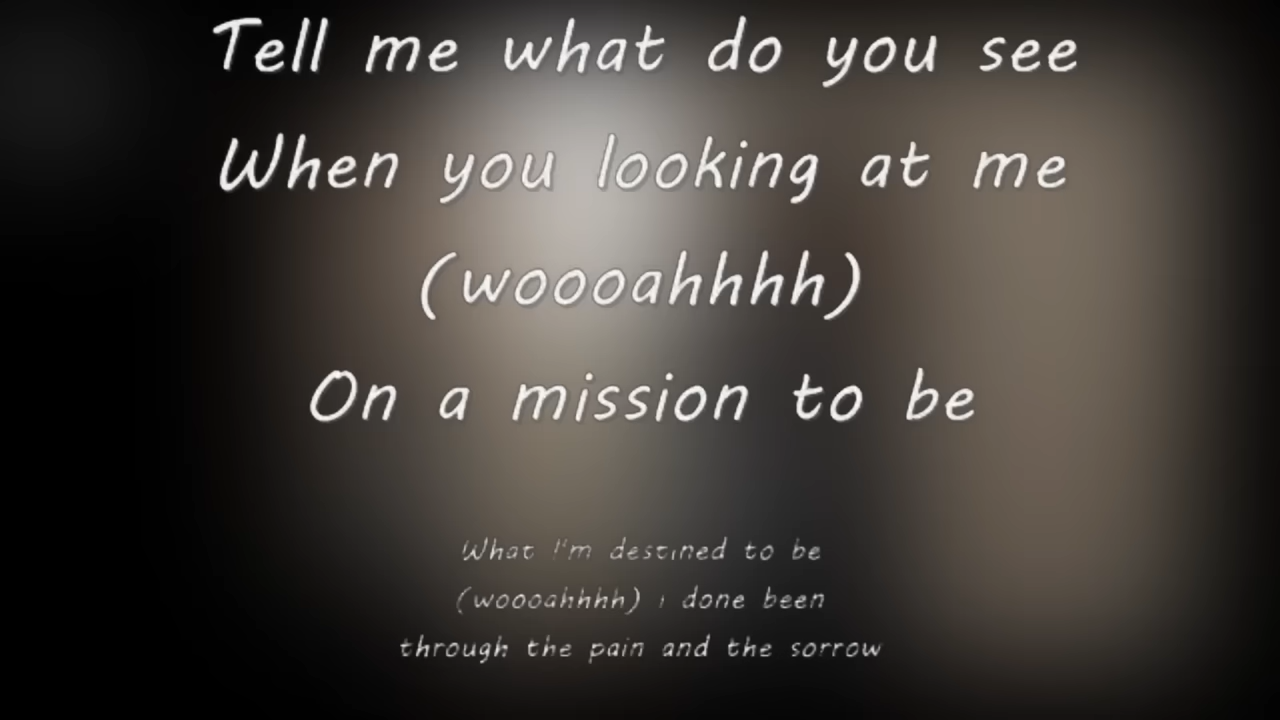 Tell me what do you see
When you looking at me
(woooahhhh)
On a mission to be
What I'm destined to be
(woooahhhh) i done been
through the pain and the sorrow